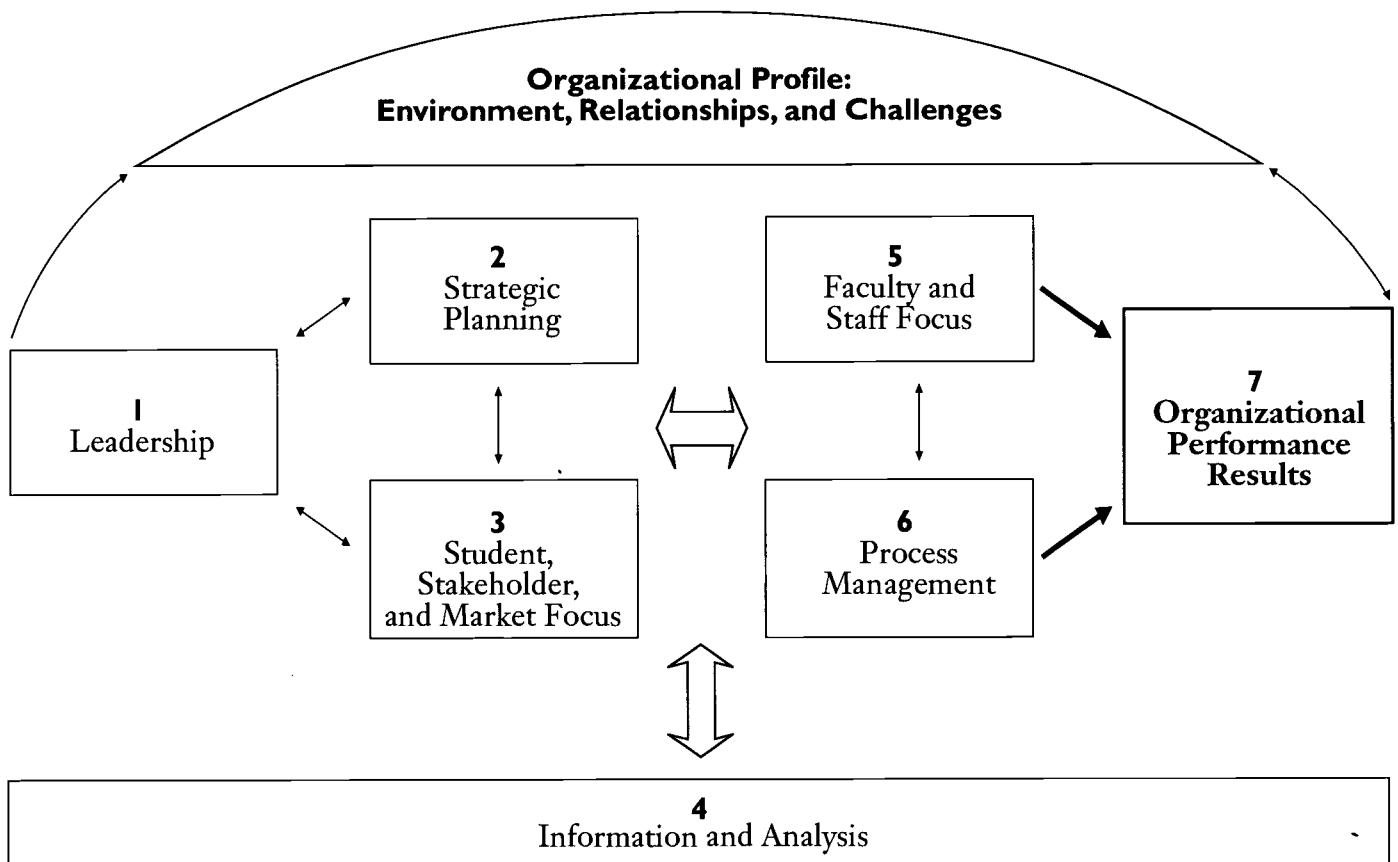 Organizational Profile:
Environment, Relationships, and Challenges
2
Strategic
Planning
5
Faculty and
Staff Focus
1
Leadership
7
Organizational
Performance
Results
3
Student,
Stakeholder,
and Market Focus
6
Process
Management
4
Information and Analysis